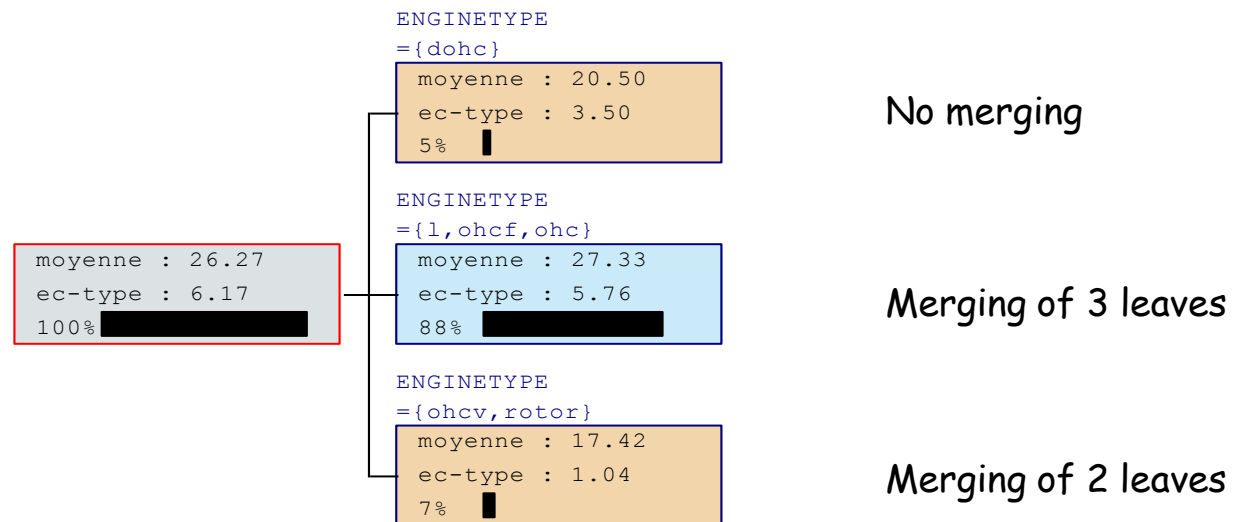 ENGINETYPE
={dohc}
moyenne : 20.50
ec-type : 3.50
5%
No merging
ENGINETYPE
={l,ohcf,ohc}
moyenne : 26.27
ec-type : 6.17
100%
moyenne : 27.33
ec-type : 5.76
88%
Merging of 3 leaves
ENGINETYPE
={ohcv,rotor}
moyenne : 17.42
ec-type : 1.04
7%
Merging of 2 leaves